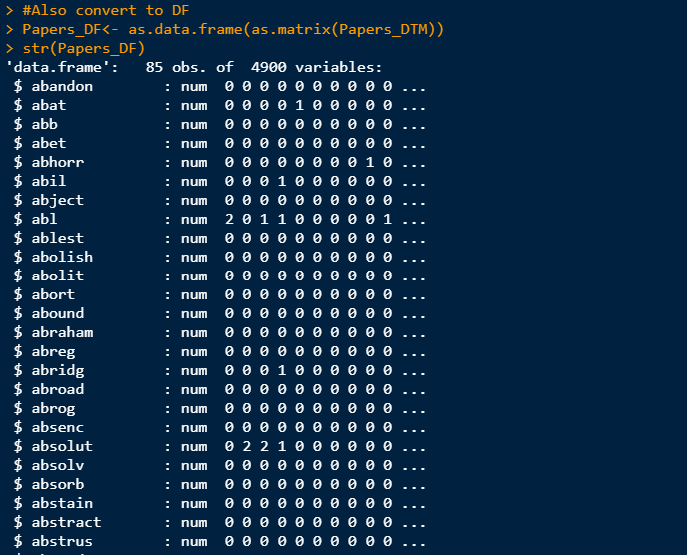 > #Also convert to DF
> Papers_DF<- as.data.frame(as.matrix(Papers_DTM))
> str(Papers_DF)
'data.frame':   85 obs. of  4900 variables:
 $ abandon        : num  0 0 0 0 0 0 0 0 0 0 ...
 $ abat           : num  0 0 0 0 1 0 0 0 0 0 ...
 $ abb            : num  0 0 0 0 0 0 0 0 0 0 ...
 $ abet           : num  0 0 0 0 0 0 0 0 0 0 ...
 $ abhorr         : num  0 0 0 0 0 0 0 0 1 0 ...
 $ abil           : num  0 0 0 1 0 0 0 0 0 0 ...
 $ abject         : num  0 0 0 0 0 0 0 0 0 0 ...
 $ abl            : num  2 0 1 1 0 0 0 0 0 1 ...
 $ ablest         : num  0 0 0 0 0 0 0 0 0 0 ...
 $ abolish        : num  0 0 0 0 0 0 0 0 0 0 ...
 $ abolit         : num  0 0 0 0 0 0 0 0 0 0 ...
 $ abort          : num  0 0 0 0 0 0 0 0 0 0 ...
 $ abound         : num  0 0 0 0 0 0 0 0 0 0 ...
 $ abraham        : num  0 0 0 0 0 0 0 0 0 0 ...
 $ abreg          : num  0 0 0 0 0 0 0 0 0 0 ...
 $ abridg         : num  0 0 0 1 0 0 0 0 0 0 ...
 $ abroad         : num  0 0 0 0 0 0 0 0 0 0 ...
 $ abrog          : num  0 0 0 0 0 0 0 0 0 0 ...
 $ absenc         : num  0 0 0 0 0 0 0 0 0 0 ...
 $ absolut        : num  0 2 2 1 0 0 0 0 0 0 ...
 $ absolv         : num  0 0 0 0 0 0 0 0 0 0 ...
 $ absorb         : num  0 0 0 0 0 0 0 0 0 0 ...
 $ abstain        : num  0 0 0 0 0 0 0 0 0 0 ...
 $ abstract       : num  0 0 0 0 0 0 0 0 0 0 ...
 $ abstrus        : num  0 0 0 0 0 0 0 0 0 0 ...